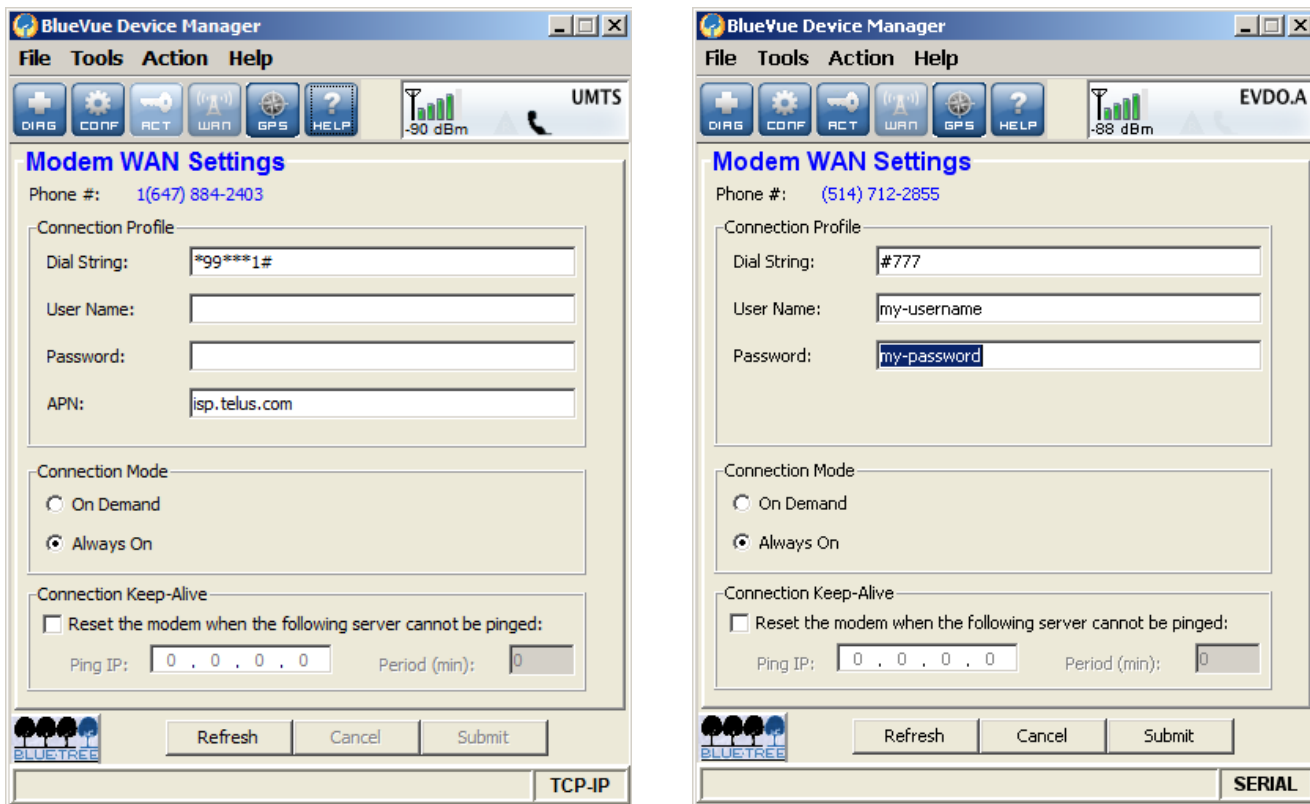 BlueVue Device Manager
File Tools Action Help
DIAG CONF ACT WAN GPS HELP -90 dBm UMTS
Modem WAN Settings
Phone #: 1(647) 884-2403
Connection Profile
Dial String: *99***1#
User Name:
Password:
APN: isp.telus.com
Connection Mode
On Demand
Always On
Connection Keep-Alive
Reset the modem when the following server cannot be pinged:
Ping IP: 0 . 0 . 0 . 0 Period (min): 0
BLUETREE
Refresh Cancel Submit
TCP-IP
BlueVue Device Manager
File Tools Action Help
DIAG CONF ACT WAN GPS HELP -88 dBm EVDO.A
Modem WAN Settings
Phone #: (514) 712-2855
Connection Profile
Dial String: #777
User Name: my-username
Password: my-password
Connection Mode
On Demand
Always On
Connection Keep-Alive
Reset the modem when the following server cannot be pinged:
Ping IP: 0 . 0 . 0 . 0 Period (min): 0
BLUETREE
Refresh Cancel Submit
SERIAL